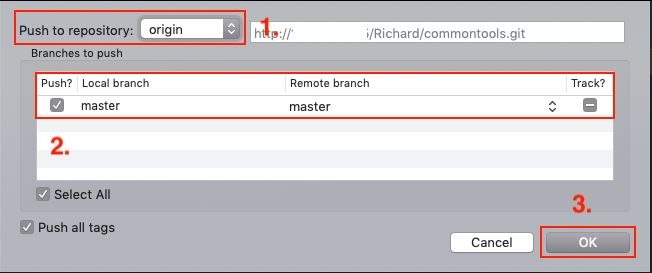 Push to repository: origin 1. http://5/Richard/commontools.git
Branches to push
Push? Local branch Remote branch Track?
master master
2.
Select All
3.
Push all tags
Cancel OK